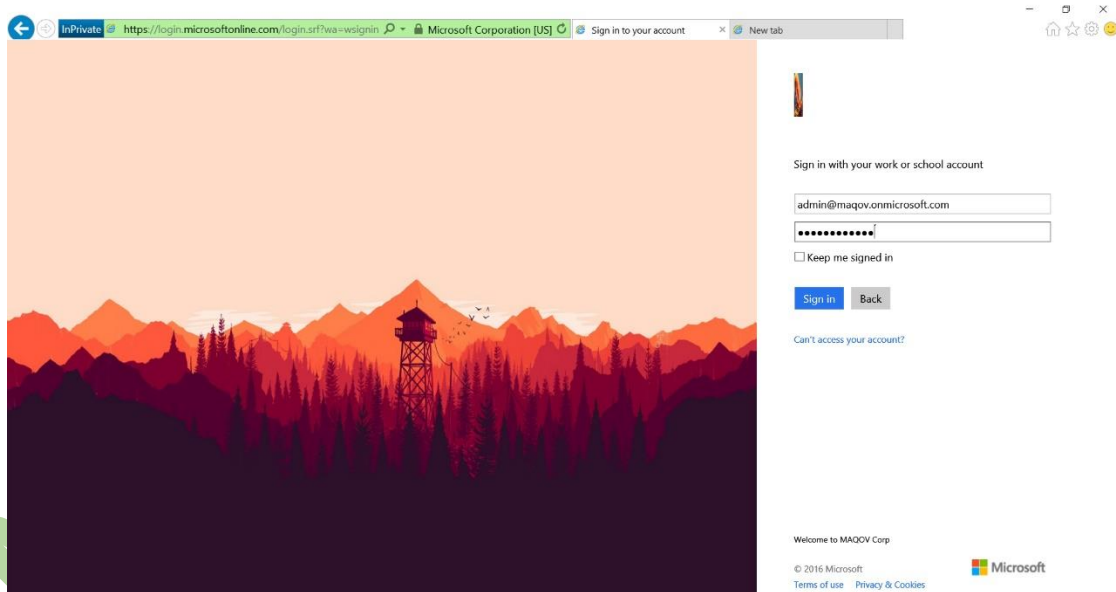 InPrivate https://login.microsoftonline.com/login.srf?wa=wsignin Microsoft Corporation [US] Sign in to your account New tab
Sign in with your work or school account
admin@maqov.onmicrosoft.com
Keep me signed in
Sign in Back
Can't access your account?
Welcome to MAQOV Corp
© 2016 Microsoft Microsoft
Terms of use Privacy & Cookies